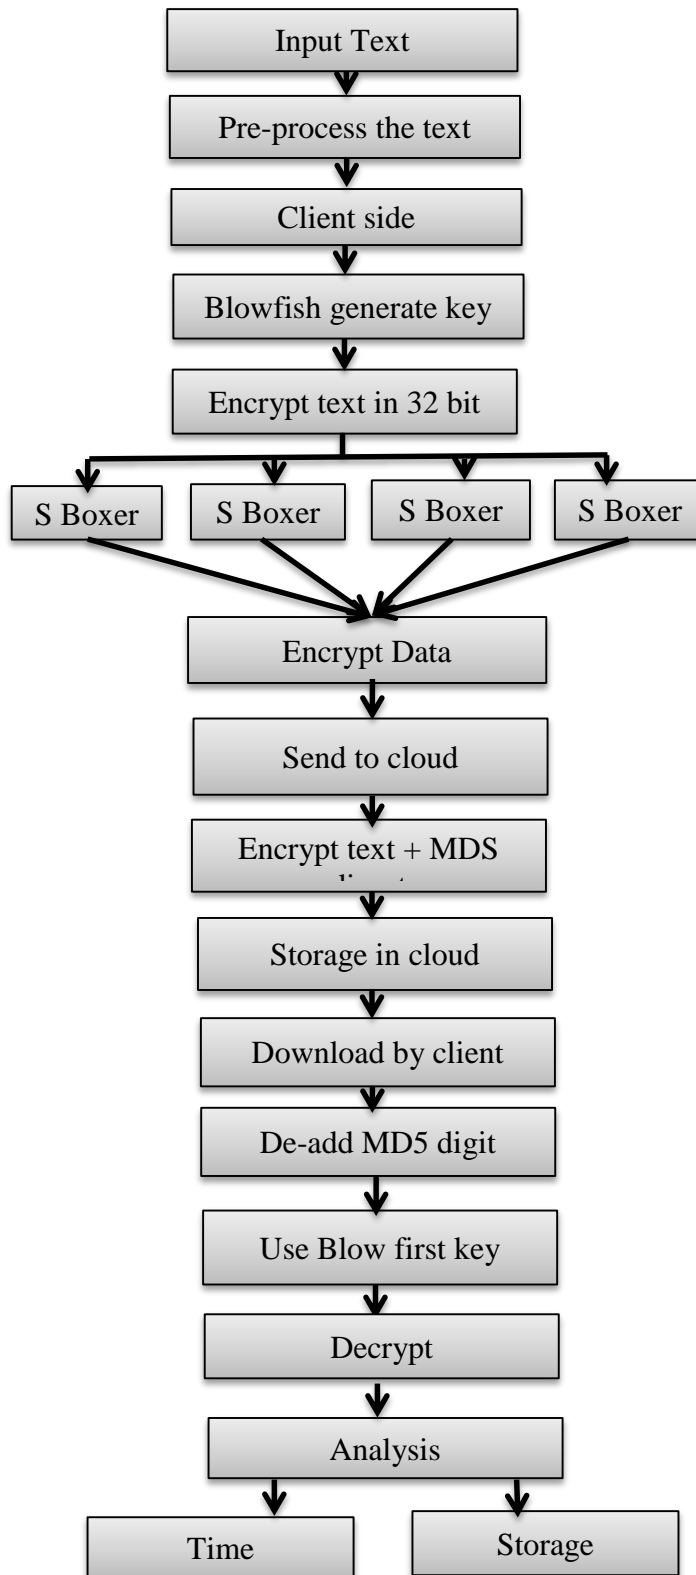 Input Text
Pre-process the text
Client side
Blowfish generate key
Encrypt text in 32 bit
S Boxer
S Boxer
S Boxer
S Boxer
Encrypt Data
Send to cloud
Encrypt text + MDS
Storage in cloud
Download by client
De-add MD5 digit
Use Blow first key
Decrypt
Analysis
Time
Storage